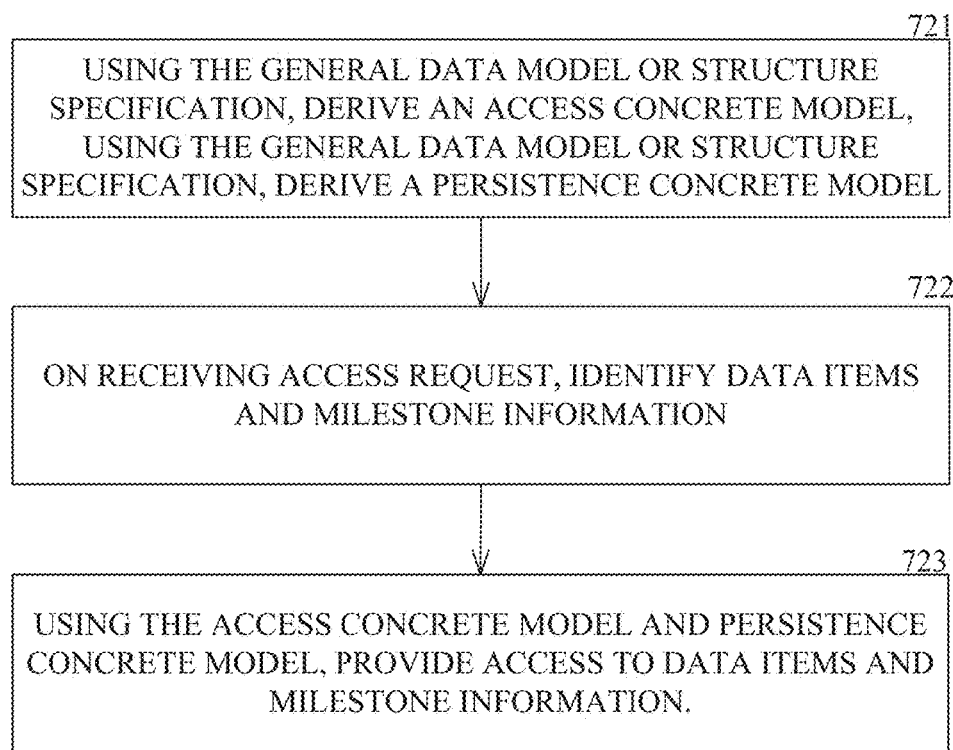 721
USING THE GENERAL DATA MODEL OR STRUCTURE
SPECIFICATION, DERIVE AN ACCESS CONCRETE MODEL,
USING THE GENERAL DATA MODEL OR STRUCTURE
SPECIFICATION, DERIVE A PERSISTENCE CONCRETE MODEL
722
ON RECEIVING ACCESS REQUEST, IDENTIFY DATA ITEMS
AND MILESTONE INFORMATION
723
USING THE ACCESS CONCRETE MODEL AND PERSISTENCE
CONCRETE MODEL, PROVIDE ACCESS TO DATA ITEMS AND
MILESTONE INFORMATION.